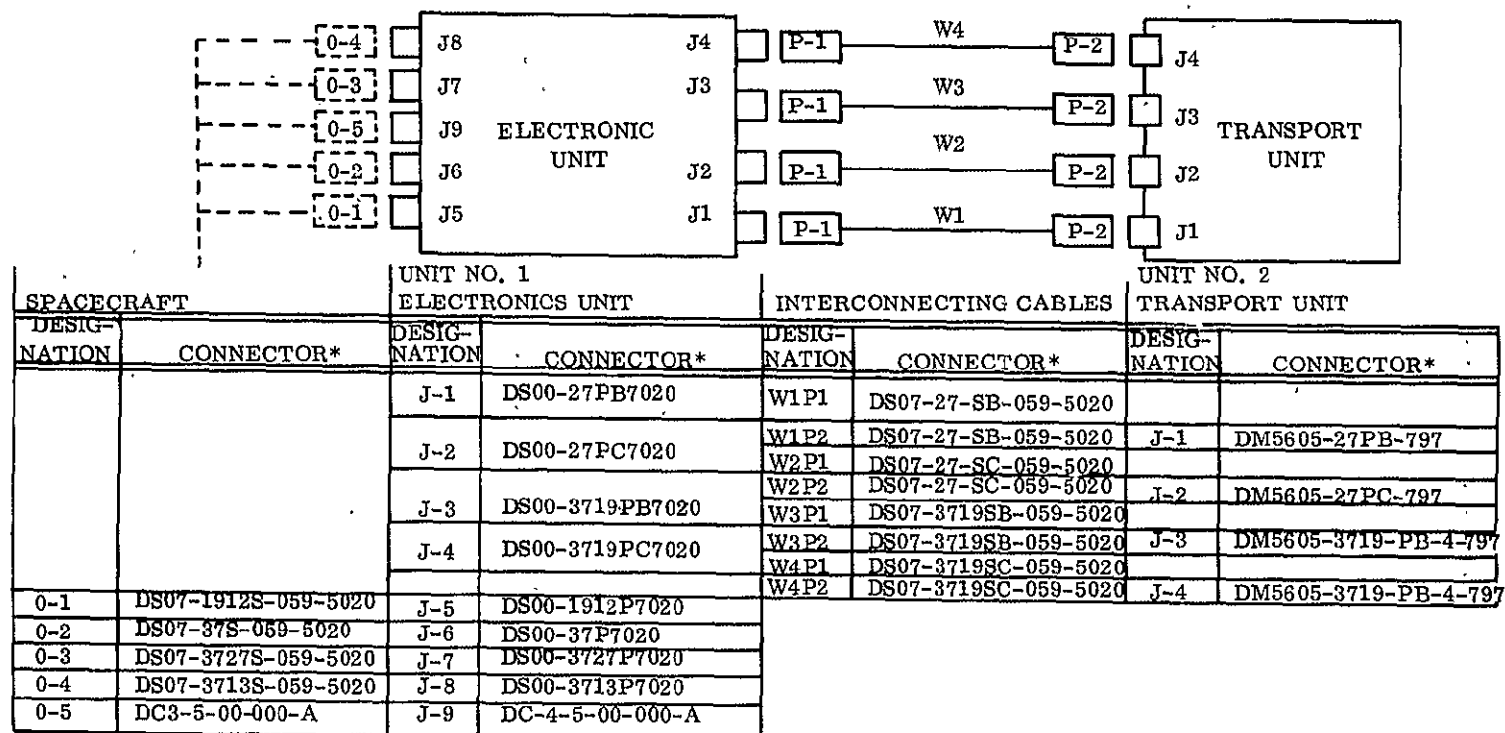 0-4 J8 J4 P-1 W4 P-2 J4
0-3 J7 J3 P-1 W3 P-2 J3
0-5 J9 ELECTRONIC UNIT TRANSPORT UNIT
0-2 J6 J2 P-1 W2 P-2 J2
0-1 J5 J1 P-1 W1 P-2 J1
UNIT NO. 1 UNIT NO. 2
SPACECRAFT ELECTRONICS UNIT INTERCONNECTING CABLES TRANSPORT UNIT
DESIG- DESIG- DESIG- DESIG-
NATION CONNECTOR* NATION CONNECTOR* NATION CONNECTOR* NATION CONNECTOR*
J-1 DS00-27PB7020 W1P1 DS07-27-SB-059-5020
W1P2 DS07-27-SB-059-5020 J-1 DM5605-27PB-797
J-2 DS00-27PC7020 W2P1 DS07-27-SC-059-5020
W2P2 DS07-27-SC-059-5020 J-2 DM5605-27PC-797
J-3 DS00-3719PB7020 W3P1 DS07-3719SB-059-5020
W3P2 DS07-3719SB-059-5020 J-3 DM5605-3719-PB-4-797
J-4 DS00-3719PC7020 W4P1 DS07-3719SC-059-5020
W4P2 DS07-3719SC-059-5020 J-4 DM5605-3719-PB-4-797
0-1 DS07-1912S-059-5020 J-5 DS00-1912P7020
0-2 DS07-37S-059-5020 J-6 DS00-37P7020
0-3 DS07-3727S-059-5020 J-7 DS00-3727P7020
0-4 DS07-3713S-059-5020 J-8 DS00-3713P7020
0-5 DC3-5-00-000-A J-9 DC-4-5-00-000-A